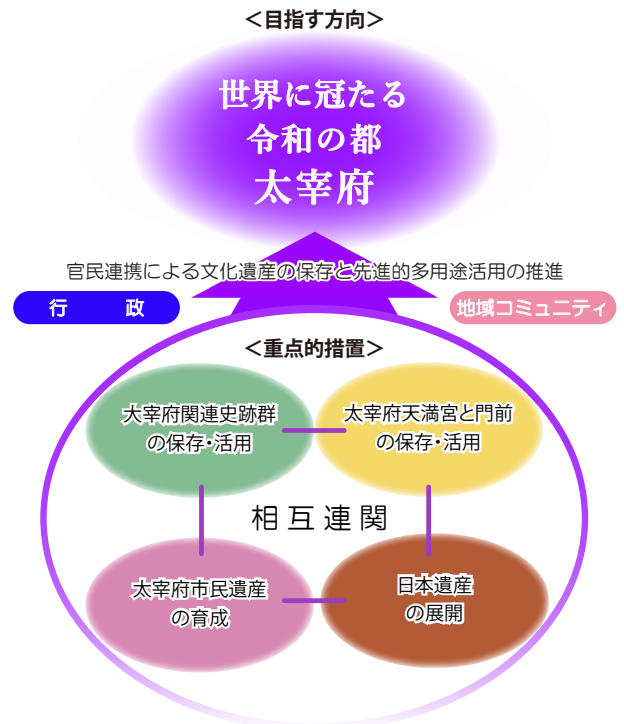 ＜目指す方向＞
世界に冠たる
令和の都
太宰府
官民連携による文化遺産の保存と先進的多用途活用の推進
行　政
地域コミュニティ
＜重点的措置＞
大宰府関連史跡群
の保存・活用
太宰府天満宮と門前
の保存・活用
相互連関
太宰府市民遺産
の育成
日本遺産
の展開